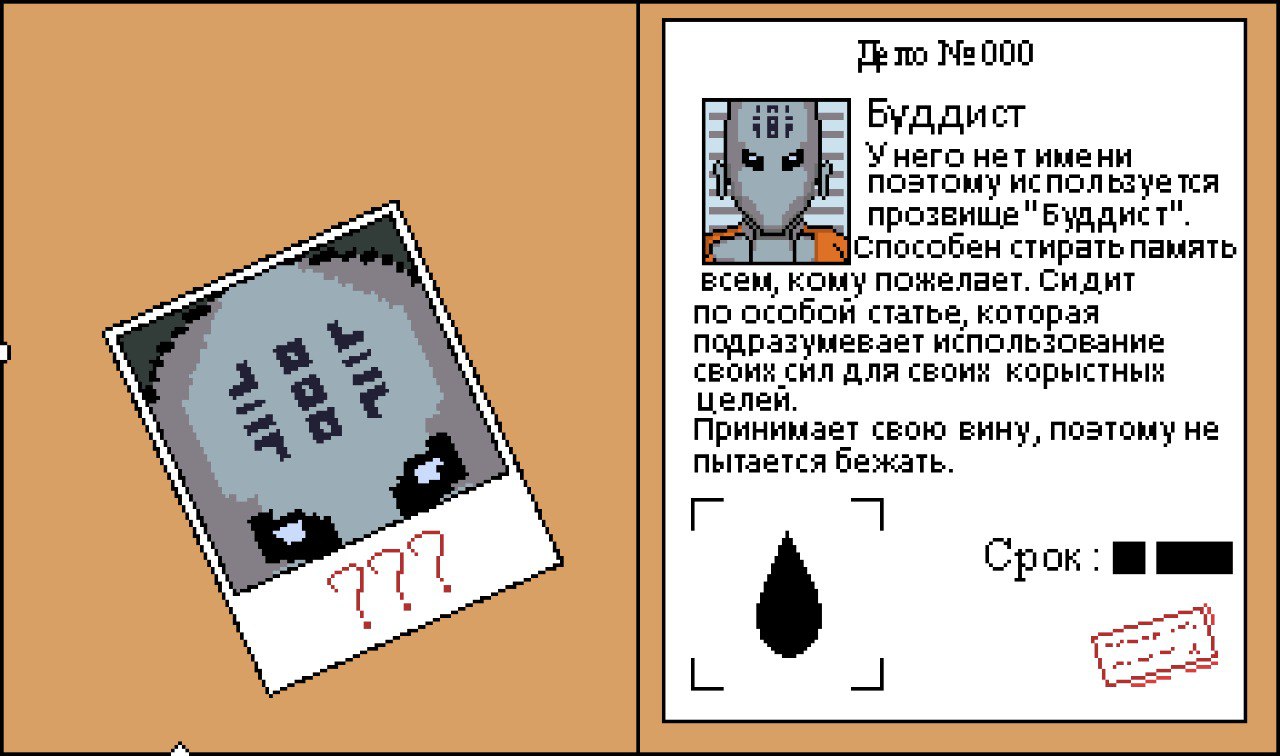 ???
Дело №000
Буддист
У него нет имени
поэтому используется
прозвище "Буддист".
Способен стирать память
всем, кому пожелает. Сидит
по особой статье, которая
подразумевает использование
своих сил для своих корыстных
целей.
Принимает свою вину, поэтому не
пытается бежать.
Срок: